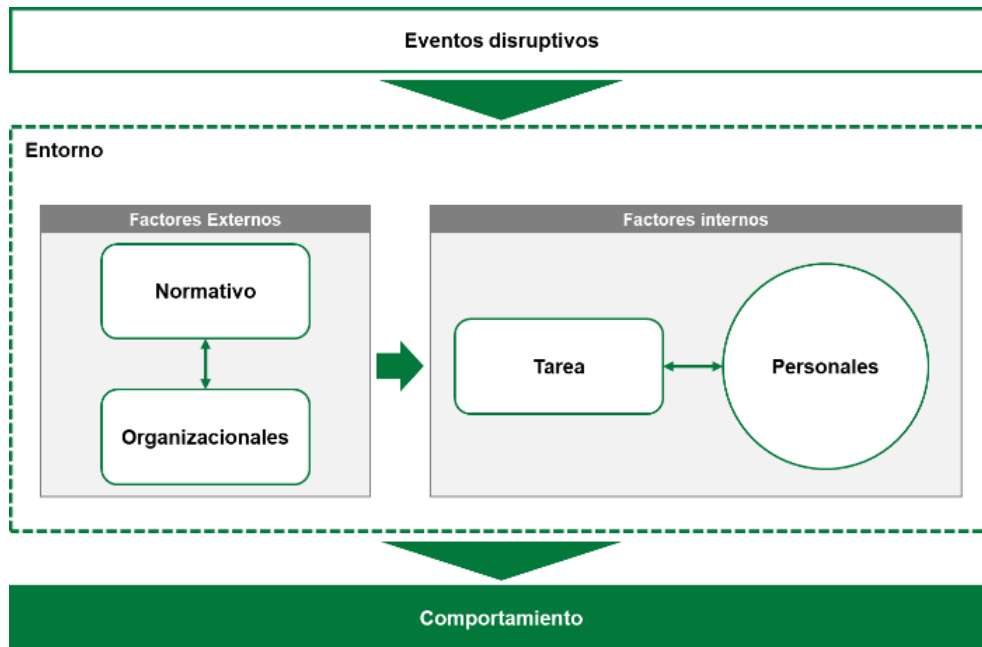 Eventos disruptivos
Entorno
Factores Externos
Normativo
Organizacionales
Factores internos
Tarea
Personales
Comportamiento